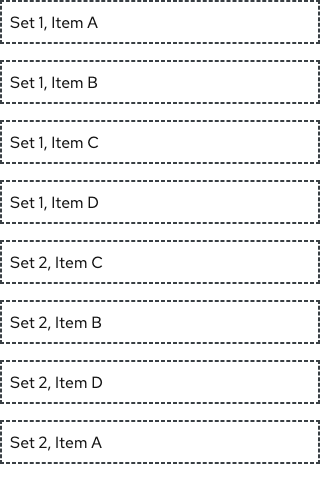 Set 1, Item A
Set 1, Item B
Set 1, Item C
Set 1, Item D
Set 2, Item C
Set 2, Item B
Set 2, Item D
Set 2, Item A